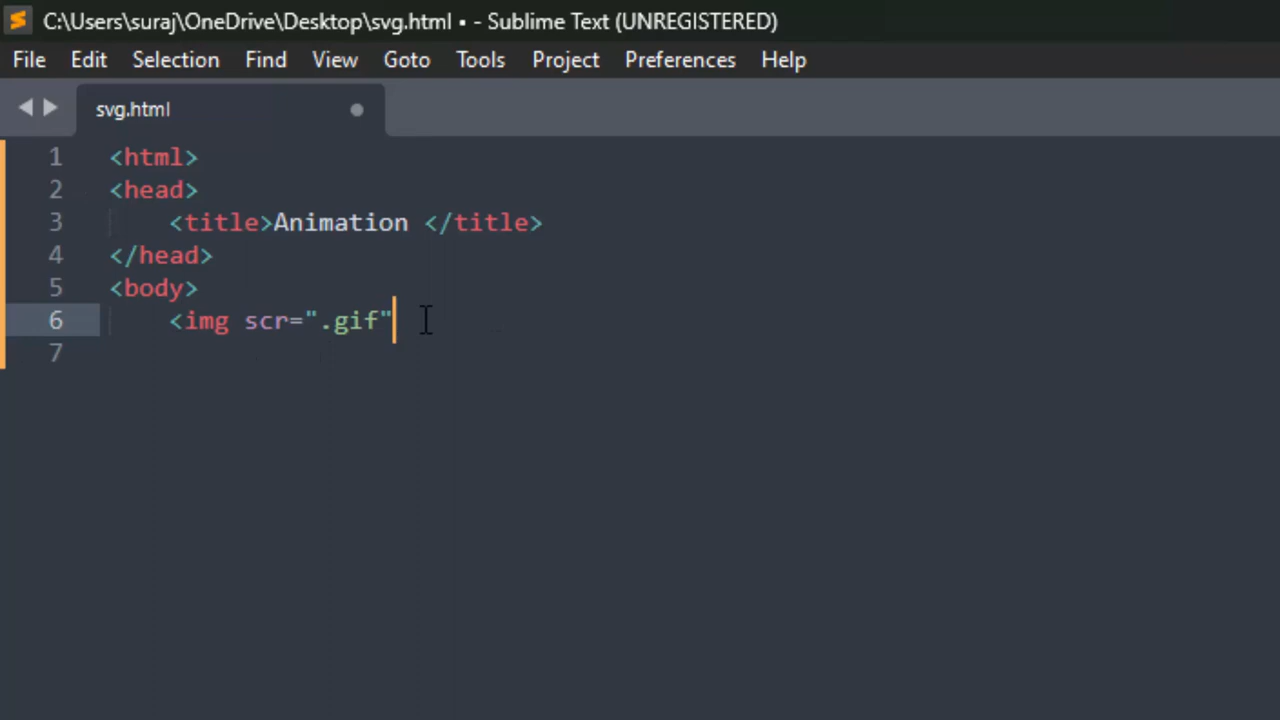 C:\Users\suraj\OneDrive\Desktop\svg.html • - Sublime Text (UNREGISTERED)
File Edit Selection Find View Goto Tools Project Preferences Help
svg.html
1 <html>
2 <head>
3 <title>Animation </title>
4 </head>
5 <body>
6 <img scr=".gif"
7